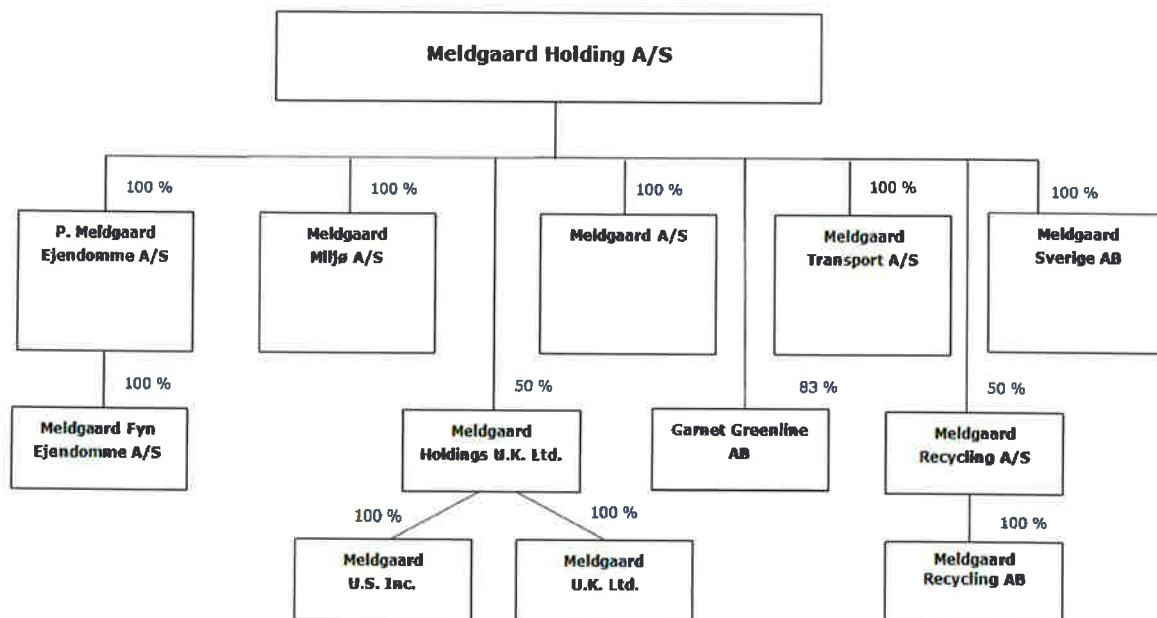 Meldgaard Holding A/S
100 %
100 %
100 %
100 %
100 %
P. Meldgaard
Ejendomme A/S
Meldgaard
Miljø A/S
Meldgaard A/S
Meldgaard
Transport A/S
Meldgaard
Sverige AB
100 %
50 %
83 %
50 %
Meldgaard Fyn
Ejendomme A/S
Meldgaard
Holdings U.K. Ltd.
Garnet Greenline
AB
Meldgaard
Recycling A/S
100 %
100 %
100 %
Meldgaard
U.S. Inc.
Meldgaard
U.K. Ltd.
Meldgaard
Recycling AB